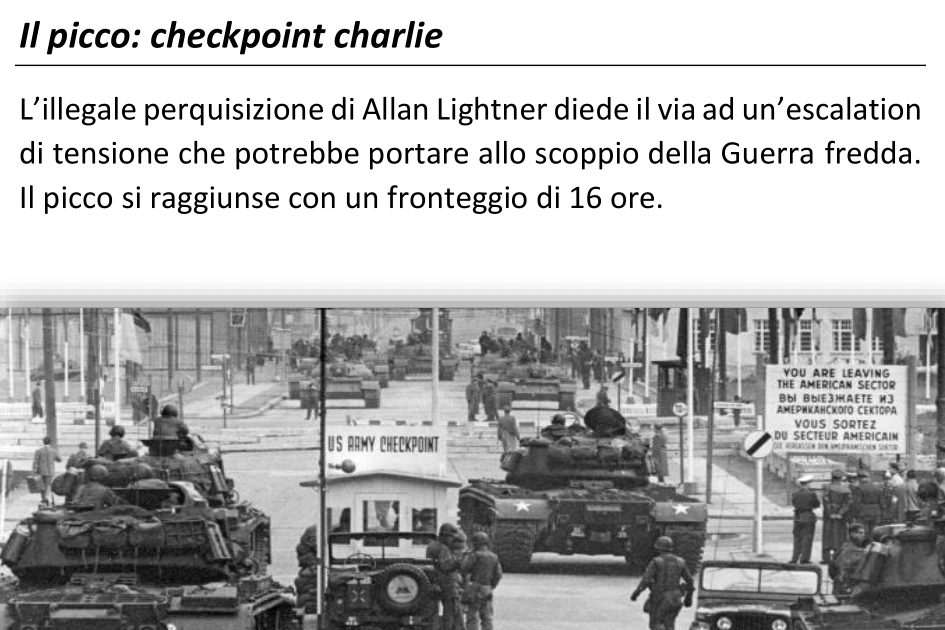 Il picco: checkpoint charlie
L’illegale perquisizione di Allan Lightner diede il via ad un’escalation
di tensione che potrebbe portare allo scoppio della Guerra fredda.
Il picco si raggiunse con un fronteggio di 16 ore.
US ARMY CHECKPOINT
YOU ARE LEAVING
THE AMERICAN SECTOR
ВЫ ВЫЕЗЖАЕТЕ ИЗ
АМЕРИКАНСКОГО СЕКТОРА
VOUS SORTEZ
DU SECTEUR AMERICAIN
SIE VERLASSEN DEN AMERIKANISCHEN SEKTOR